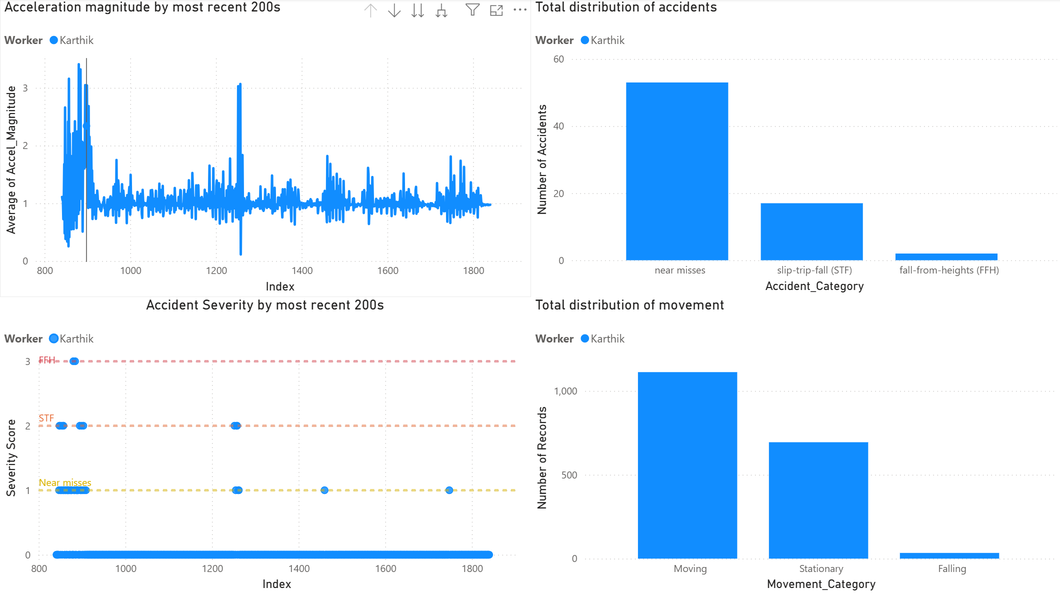 Acceleration magnitude by most recent 200s
Worker Karthik
Average of Accel_Magnitude
3
2
1
0
800 1000 1200 1400 1600 1800
Index
Total distribution of accidents
Worker Karthik
Number of Accidents
60
40
20
0
near misses slip-trip-fall (STF) fall-from-heights (FFH)
Accident_Category
Accident Severity by most recent 200s
Worker Karthik
Severity Score
3
FFH
STF
2
Near misses
1
0
800 1000 1200 1400 1600 1800
Index
Total distribution of movement
Worker Karthik
Number of Records
1,000
500
0
Moving Stationary Falling
Movement_Category